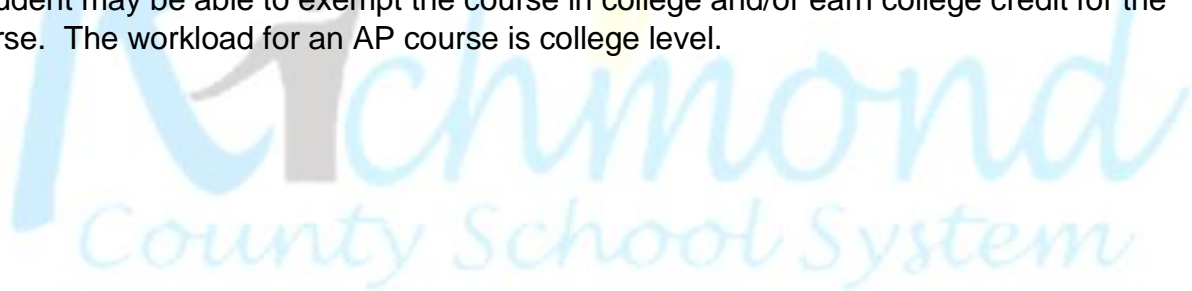 udent may be able to exempt the course in college and/or earn college credit for the
rse. The workload for an AP course is college level.
Richmond
County School System